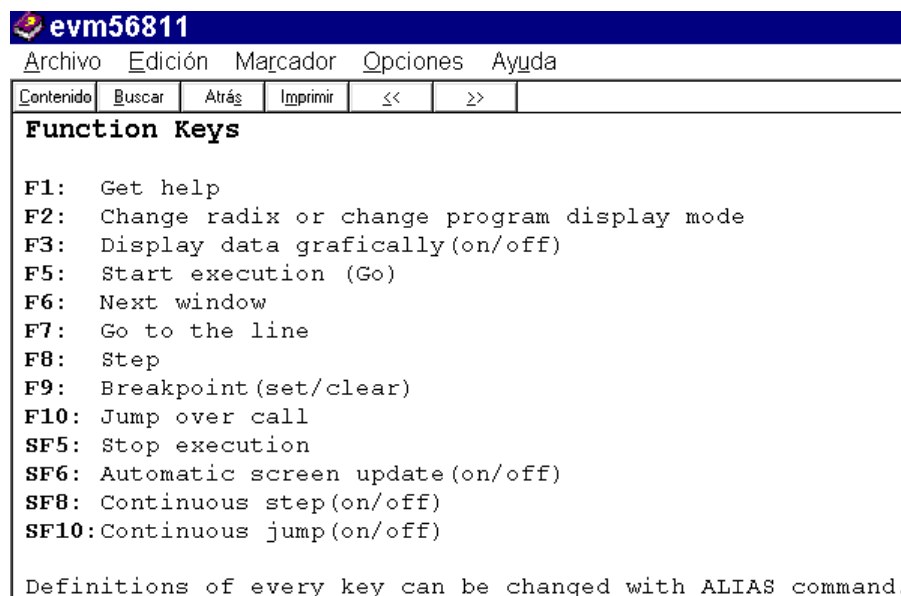 evm56811
Archivo Edición Marcador Opciones Ayuda
Contenido Buscar Atrás Imprimir << >>
Function Keys
F1: Get help
F2: Change radix or change program display mode
F3: Display data grafically(on/off)
F5: Start execution (Go)
F6: Next window
F7: Go to the line
F8: Step
F9: Breakpoint(set/clear)
F10: Jump over call
SF5: Stop execution
SF6: Automatic screen update(on/off)
SF8: Continuous step(on/off)
SF10:Continuous jump(on/off)
Definitions of every key can be changed with ALIAS command.